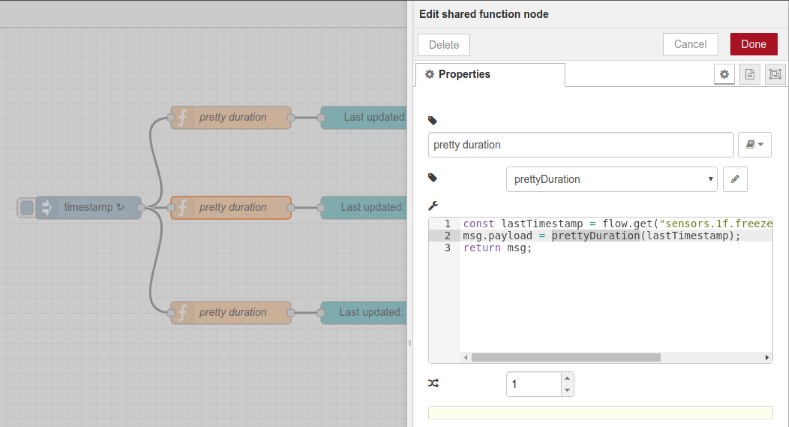 Edit shared function node
Delete
Cancel
Done
Properties
pretty duration
prettyDuration
1 const lastTimestamp = flow.get("sensors.1f.freeze
2 msg.payload = prettyDuration(lastTimestamp);
3 return msg;
1
timestamp ↻
pretty duration
Last updated:
pretty duration
Last updated:
pretty duration
Last updated: